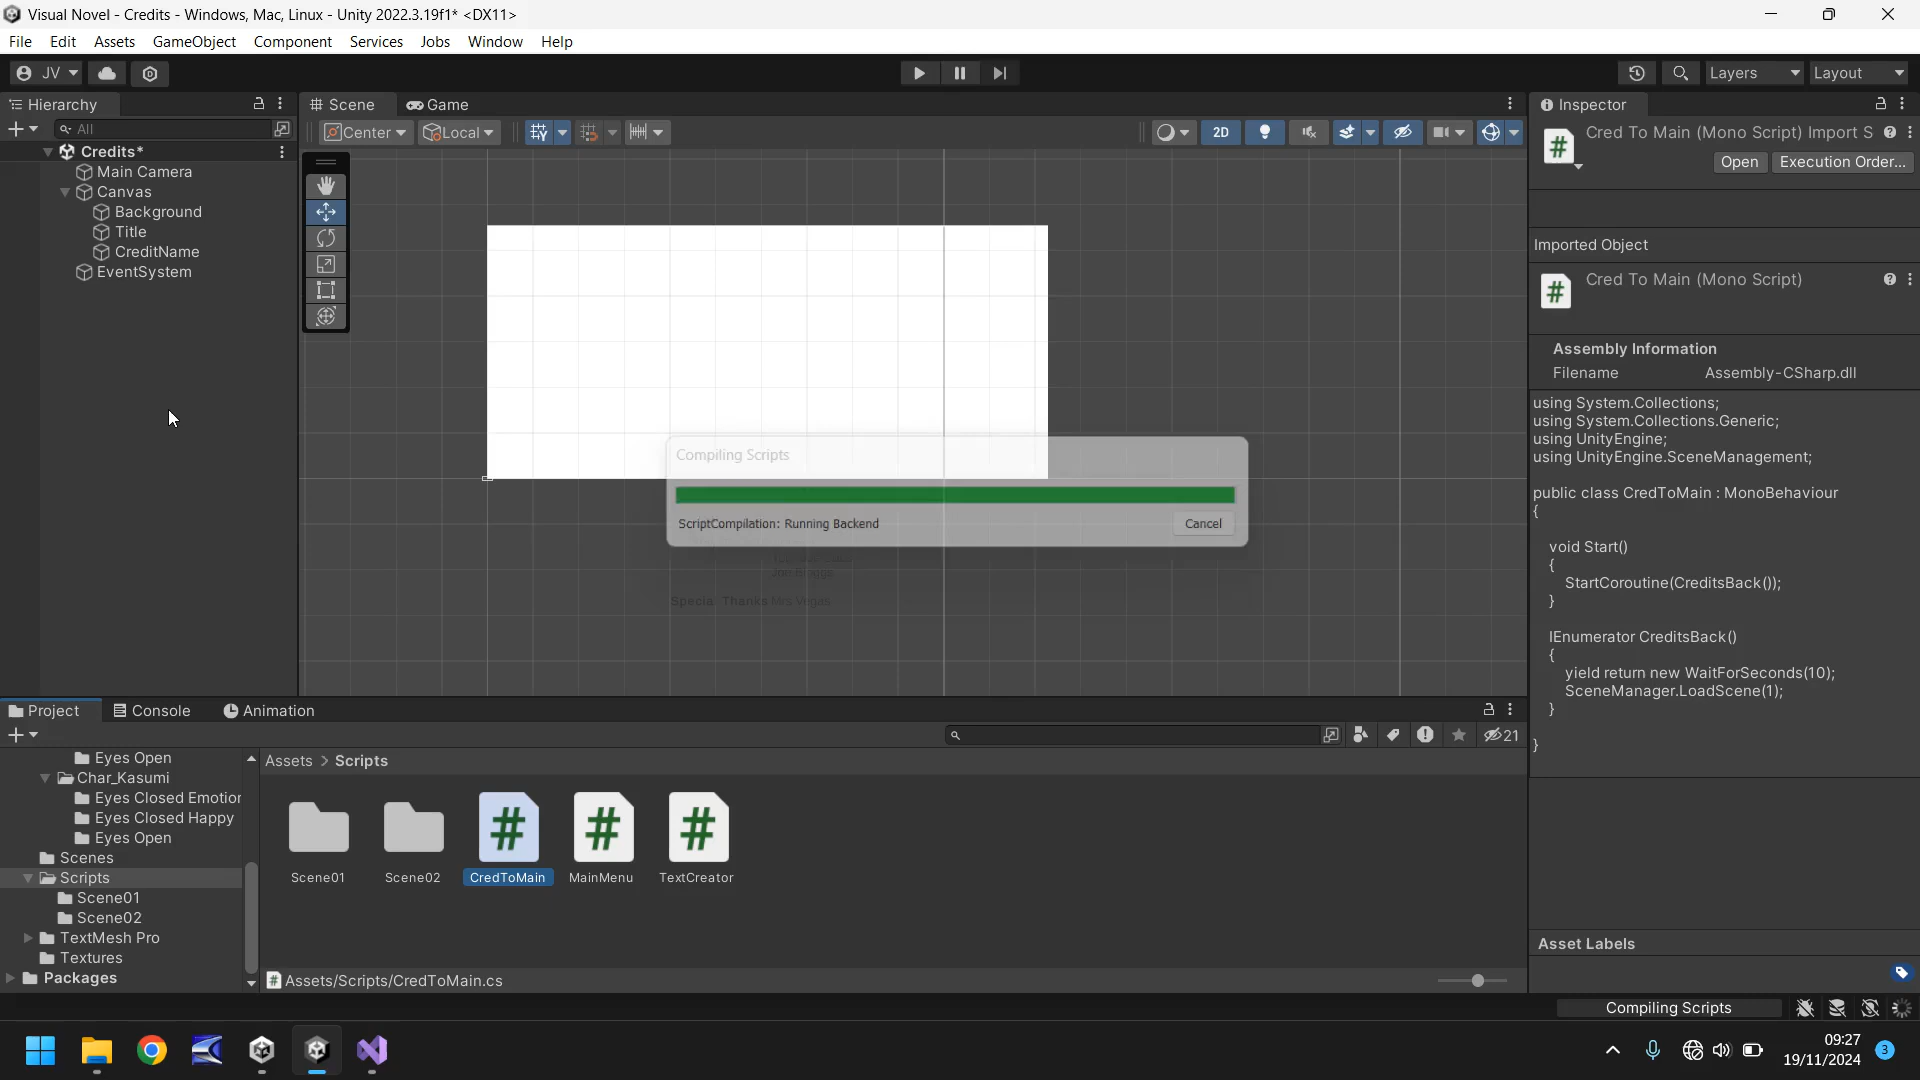 Visual Novel - Credits - Windows, Mac, Linux - Unity 2022.3.19f1* <DX11>
File Edit Assets GameObject Component Services Jobs Window Help
JV Layers Layout
Hierarchy Scene Game Inspector
All Center Local 2D Cred To Main (Mono Script) Import S
Open Execution Order...
Credits*
Main Camera
Canvas
Background
Title
CreditName
EventSystem
Imported Object
Cred To Main (Mono Script)
Assembly Information
Filename Assembly-CSharp.dll
using System.Collections;
using System.Collections.Generic;
using UnityEngine;
using UnityEngine.SceneManagement;
public class CredToMain : MonoBehaviour
{
void Start()
{
StartCoroutine(CreditsBack());
}
IEnumerator CreditsBack()
{
yield return new WaitForSeconds(10);
SceneManager.LoadScene(1);
}
}
Compiling Scripts
ScriptCompilation: Running Backend Cancel
Joe Bloggs
Special Thanks Mrs Vegas
Project Console Animation
21
Eyes Open
Char_Kasumi
Eyes Closed Emotior
Eyes Closed Happy
Eyes Open
Scenes
Scripts
Scene01
Scene02
TextMesh Pro
Textures
Packages
Assets > Scripts
Scene01 Scene02 CredToMain MainMenu TextCreator
Assets/Scripts/CredToMain.cs
Asset Labels
Compiling Scripts
09:27
19/11/2024
3